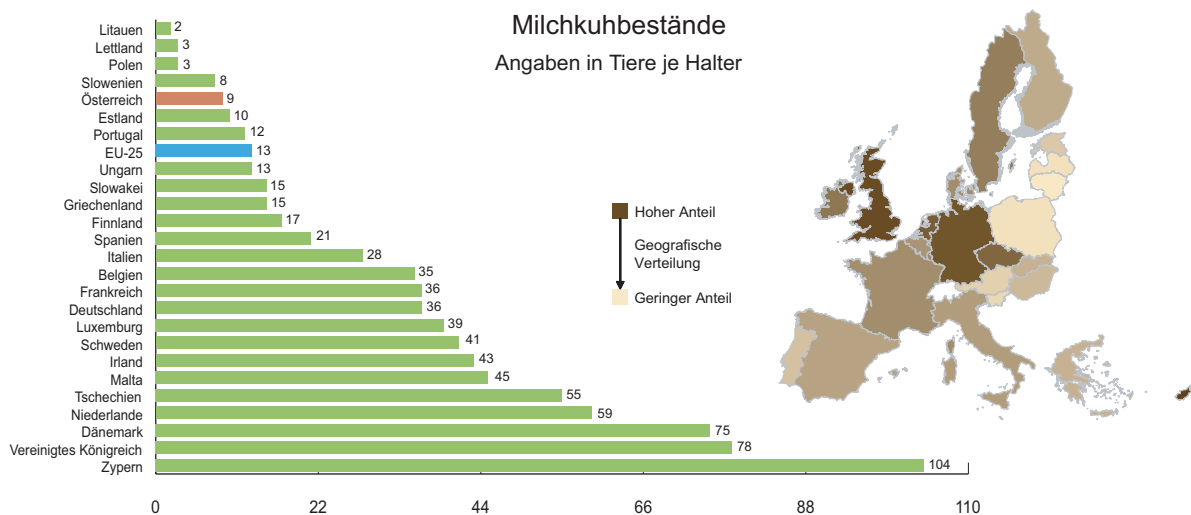 Milchkuhbestände
Angaben in Tiere je Halter
Litauen 2
Lettland 3
Polen 3
Slowenien 8
Österreich 9
Estland 10
Portugal 12
EU-25 13
Ungarn 13
Slowakei 15
Griechenland 15
Finnland 17
Spanien 21
Italien 28
Belgien 35
Frankreich 36
Deutschland 36
Luxemburg 39
Schweden 41
Irland 43
Malta 45
Tschechien 55
Niederlande 59
Dänemark 75
Vereinigtes Königreich 78
Zypern 104
0 22 44 66 88 110
Hoher Anteil
Geografische
Verteilung
Geringer Anteil